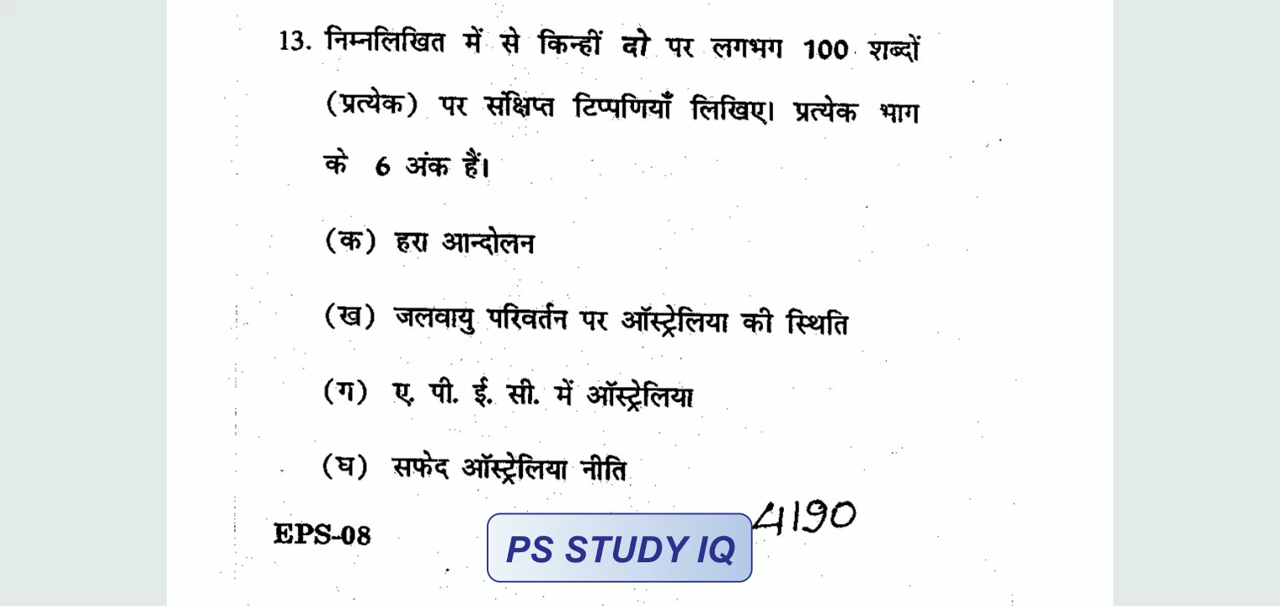 13. निम्नलिखित में से किन्हीं दो पर लगभग 100 शब्दों
(प्रत्येक) पर संक्षिप्त टिप्पणियाँ लिखिए। प्रत्येक भाग
के 6 अंक हैं।
(क) हरा आन्दोलन
(ख) जलवायु परिवर्तन पर ऑस्ट्रेलिया की स्थिति
(ग) ए. पी. ई. सी. में ऑस्ट्रेलिया
(घ) सफेद ऑस्ट्रेलिया नीति
EPS-08
PS STUDY IQ
4190